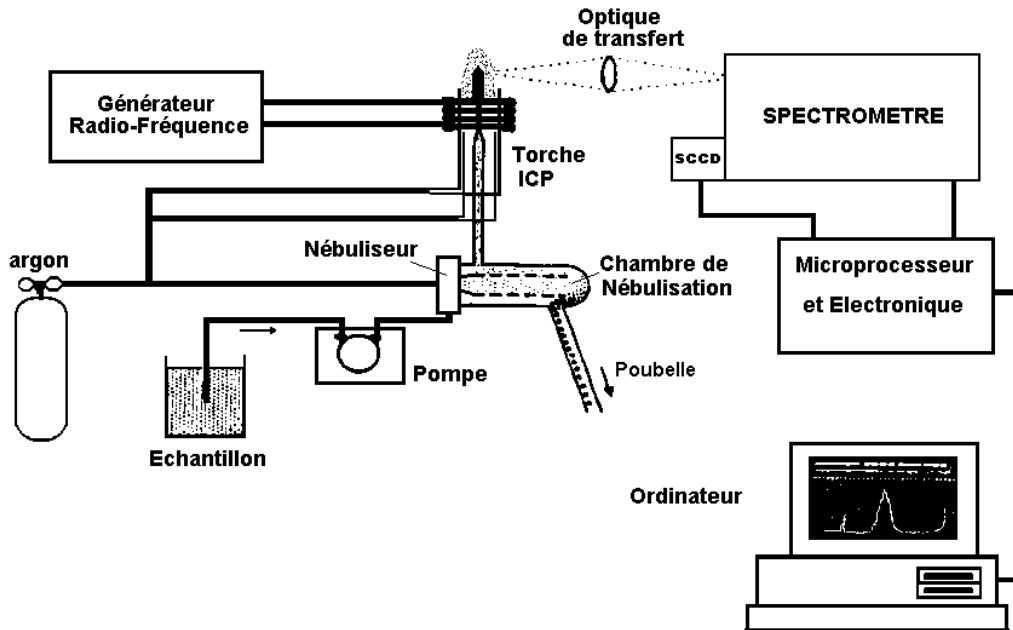 Optique
de transfert
Générateur
Radio-Fréquence
SPECTROMETRE
SCCD
Torche
ICP
Nébuliseur
argon
Chambre de
Nébulisation
Microprocesseur
et Electronique
Pompe
Poubelle
Echantillon
Ordinateur